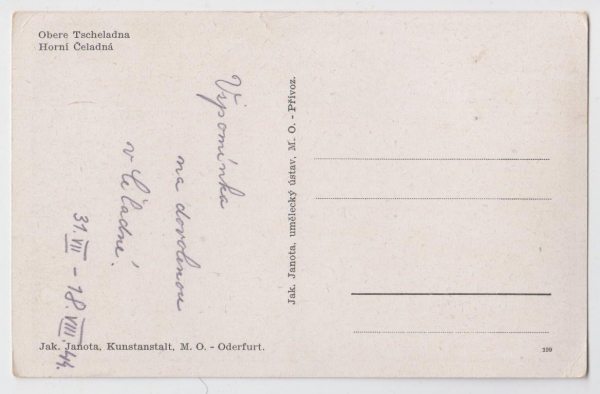 Obere Tscheladna
Horní Čeladná
Vzpomínka
na dovolenou
v Čeladné.
31. VII – 18. VIII. 44.
Jak. Janota, umělecký ústav, M. O. - Přívoz.
Jak. Janota, Kunstanstalt, M. O. - Oderfurt.
109